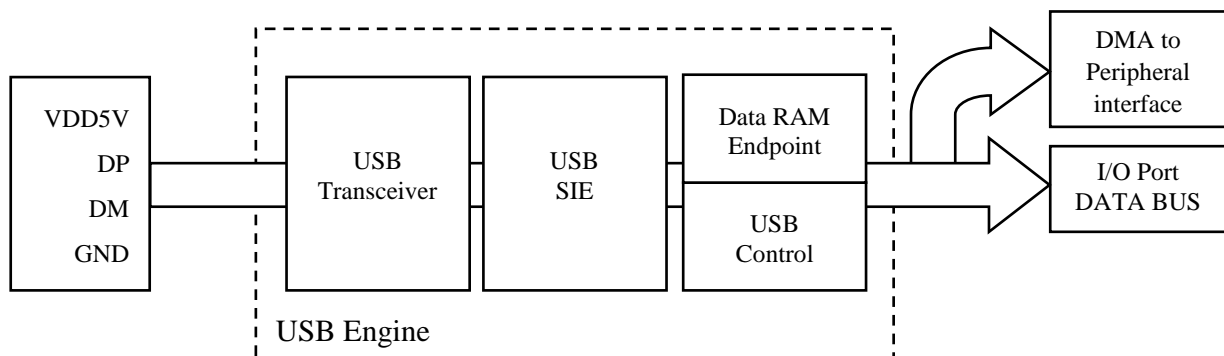 VDD5V
DP
DM
GND
USB
Transceiver
USB
SIE
Data RAM
Endpoint
USB
Control
USB Engine
DMA to
Peripheral
interface
I/O Port
DATA BUS